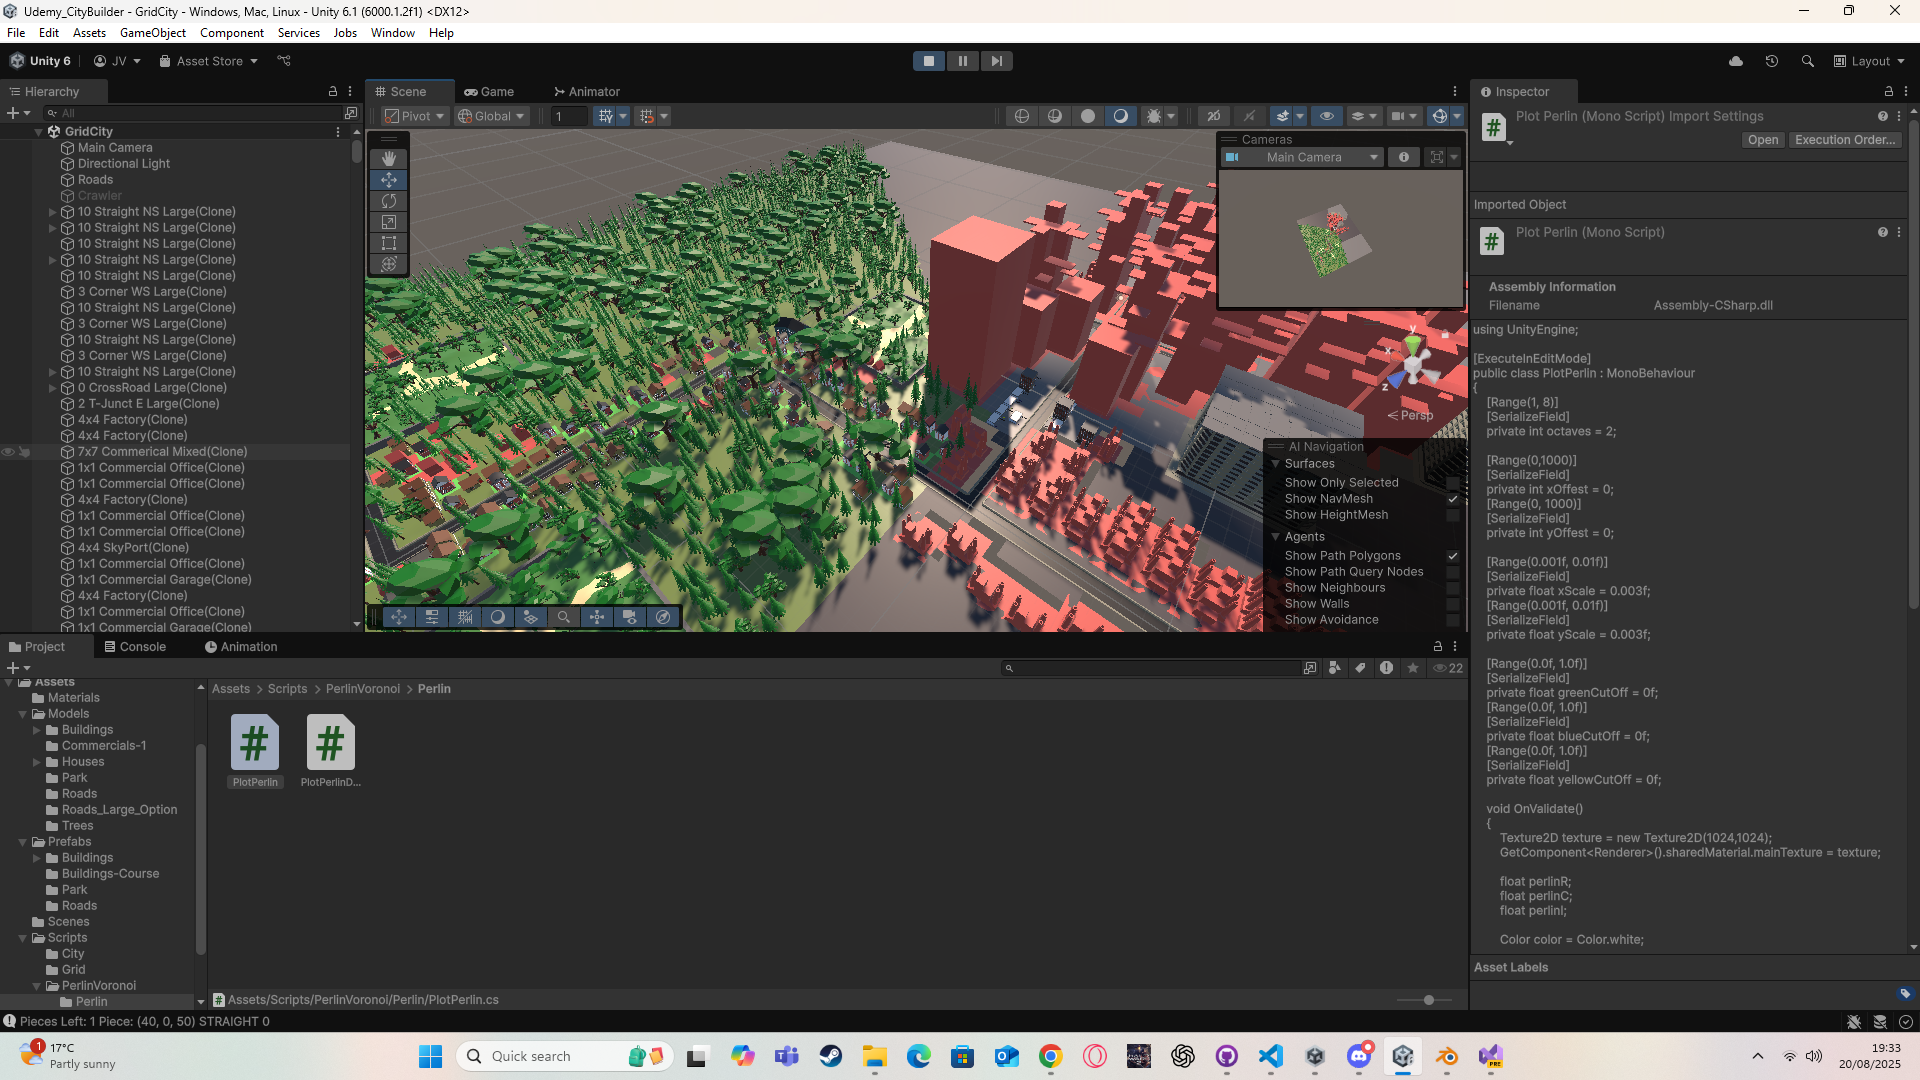 Udemy_CityBuilder - GridCity - Windows, Mac, Linux - Unity 6.1 (6000.1.2f1) <DX12>
File Edit Assets GameObject Component Services Jobs Window Help
Unity 6 JV Asset Store Layout
Hierarchy
All
GridCity
Main Camera
Directional Light
Roads
Crawler
10 Straight NS Large(Clone)
10 Straight NS Large(Clone)
10 Straight NS Large(Clone)
10 Straight NS Large(Clone)
10 Straight NS Large(Clone)
3 Corner WS Large(Clone)
10 Straight NS Large(Clone)
3 Corner WS Large(Clone)
10 Straight NS Large(Clone)
3 Corner WS Large(Clone)
10 Straight NS Large(Clone)
0 CrossRoad Large(Clone)
2 T-Junct E Large(Clone)
4x4 Factory(Clone)
4x4 Factory(Clone)
7x7 Commerical Mixed(Clone)
1x1 Commercial Office(Clone)
1x1 Commercial Office(Clone)
4x4 Factory(Clone)
1x1 Commercial Office(Clone)
1x1 Commercial Office(Clone)
4x4 SkyPort(Clone)
1x1 Commercial Office(Clone)
1x1 Commercial Garage(Clone)
4x4 Factory(Clone)
1x1 Commercial Office(Clone)
1x1 Commercial Garage(Clone)
Scene Game Animator
Pivot Global 1 2D
Cameras
Main Camera
y
x
z
Persp
AI Navigation
Surfaces
Show Only Selected
Show NavMesh
Show HeightMesh
Agents
Show Path Polygons
Show Path Query Nodes
Show Neighbours
Show Walls
Show Avoidance
Inspector
Plot Perlin (Mono Script) Import Settings
Open Execution Order...
Imported Object
Plot Perlin (Mono Script)
Assembly Information
Filename Assembly-CSharp.dll
using UnityEngine;
[ExecuteInEditMode]
public class PlotPerlin : MonoBehaviour
{
[Range(1, 8)]
[SerializeField]
private int octaves = 2;
[Range(0,1000)]
[SerializeField]
private int xOffest = 0;
[Range(0, 1000)]
[SerializeField]
private int yOffest = 0;
[Range(0.001f, 0.01f)]
[SerializeField]
private float xScale = 0.003f;
[Range(0.001f, 0.01f)]
[SerializeField]
private float yScale = 0.003f;
[Range(0.0f, 1.0f)]
[SerializeField]
private float greenCutOff = 0f;
[Range(0.0f, 1.0f)]
[SerializeField]
private float blueCutOff = 0f;
[Range(0.0f, 1.0f)]
[SerializeField]
private float yellowCutOff = 0f;
void OnValidate()
{
Texture2D texture = new Texture2D(1024,1024);
GetComponent<Renderer>().sharedMaterial.mainTexture = texture;
float perlinR;
float perlinC;
float perlinI;
Color color = Color.white;
Asset Labels
Project Console Animation
22
Assets
Materials
Models
Buildings
Commercials-1
Houses
Park
Roads
Roads_Large_Option
Trees
Prefabs
Buildings
Buildings-Course
Park
Roads
Scenes
Scripts
City
Grid
PerlinVoronoi
Perlin
Assets > Scripts > PerlinVoronoi > Perlin
PlotPerlin PlotPerlinD...
Assets/Scripts/PerlinVoronoi/Perlin/PlotPerlin.cs
Pieces Left: 1 Piece: (40, 0, 50) STRAIGHT 0
1
17°C
Partly sunny
Quick search
PRE
19:33
20/08/2025